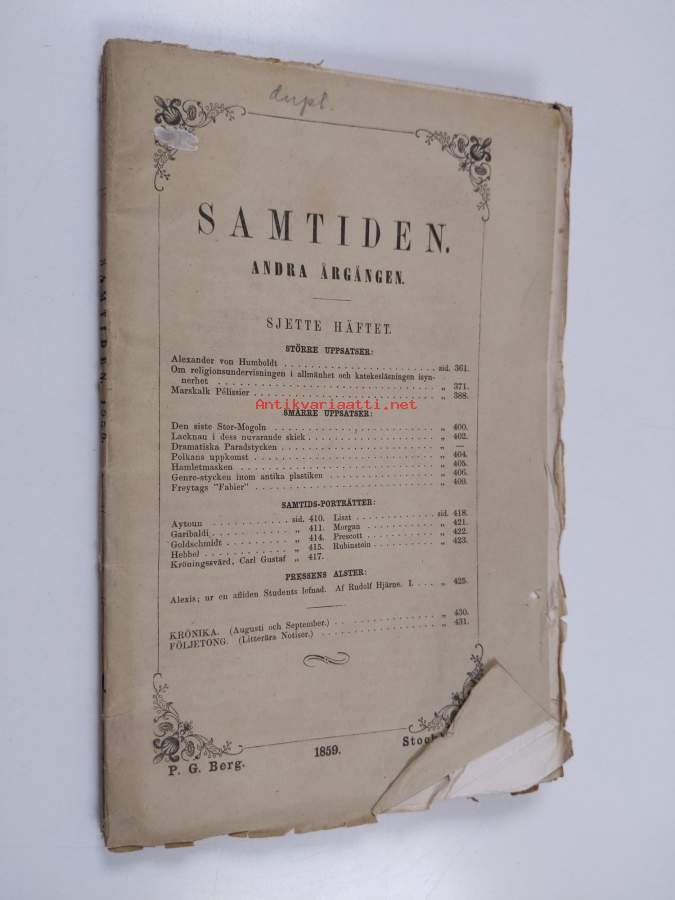 dupl.
SAMTIDEN.
ANDRA ÅRGÅNGEN.
SJETTE HÄFTET.
STÖRRE UPPSATSER:
Alexander von Humboldt . . . . sid. 361.
Om religionsundervisningen i allmänhet och katekesläsningen isyn-
nerhet . . . . „ 371.
Marskalk Pélissier . . . . „ 388.
Antikvariaatti.net
SMÄRRE UPPSATSER:
Den siste Stor-Mogoln . . . . „ 400.
Lacknau i dess nuvarande skick . . . . „ 402.
Dramatiska Paradstycken . . . . „ —
Polkans uppkomst . . . . „ 404.
Hamletmasken . . . . „ 405.
Genre-stycken inom antika plastiken . . . . „ 406.
Freytags "Fabier" . . . . „ 409.
SAMTIDS-PORTRÄTTER:
Aytoun . . . . sid. 410.
Garibaldi . . . . „ 411.
Goldschmidt . . . . „ 414.
Hebbel . . . . „ 415.
Kröningssvärd, Carl Gustaf „ 417.
Liszt . . . . sid. 418.
Morgan . . . . „ 421.
Prescott . . . . „ 422.
Rubinstein . . . . „ 423.
PRESSENS ALSTER:
Alexis; ur en afliden Students lefnad. Af Rudolf Hjärne. I. . . . „ 425.
KRÖNIKA. (Augusti och September.) . . . . „ 430.
FÖLJETONG. (Litterära Notiser.) . . . . „ 431.
P. G. Berg.
1859.
SAMTIDEN 1859.